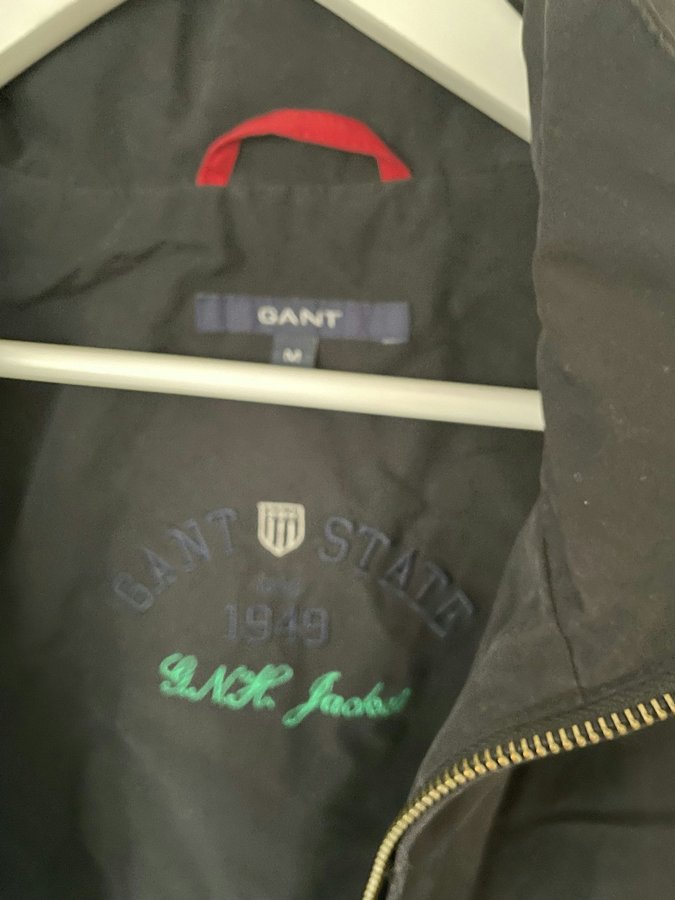 GANT
M
GANT STATE
1949
G.N.H. Jacket